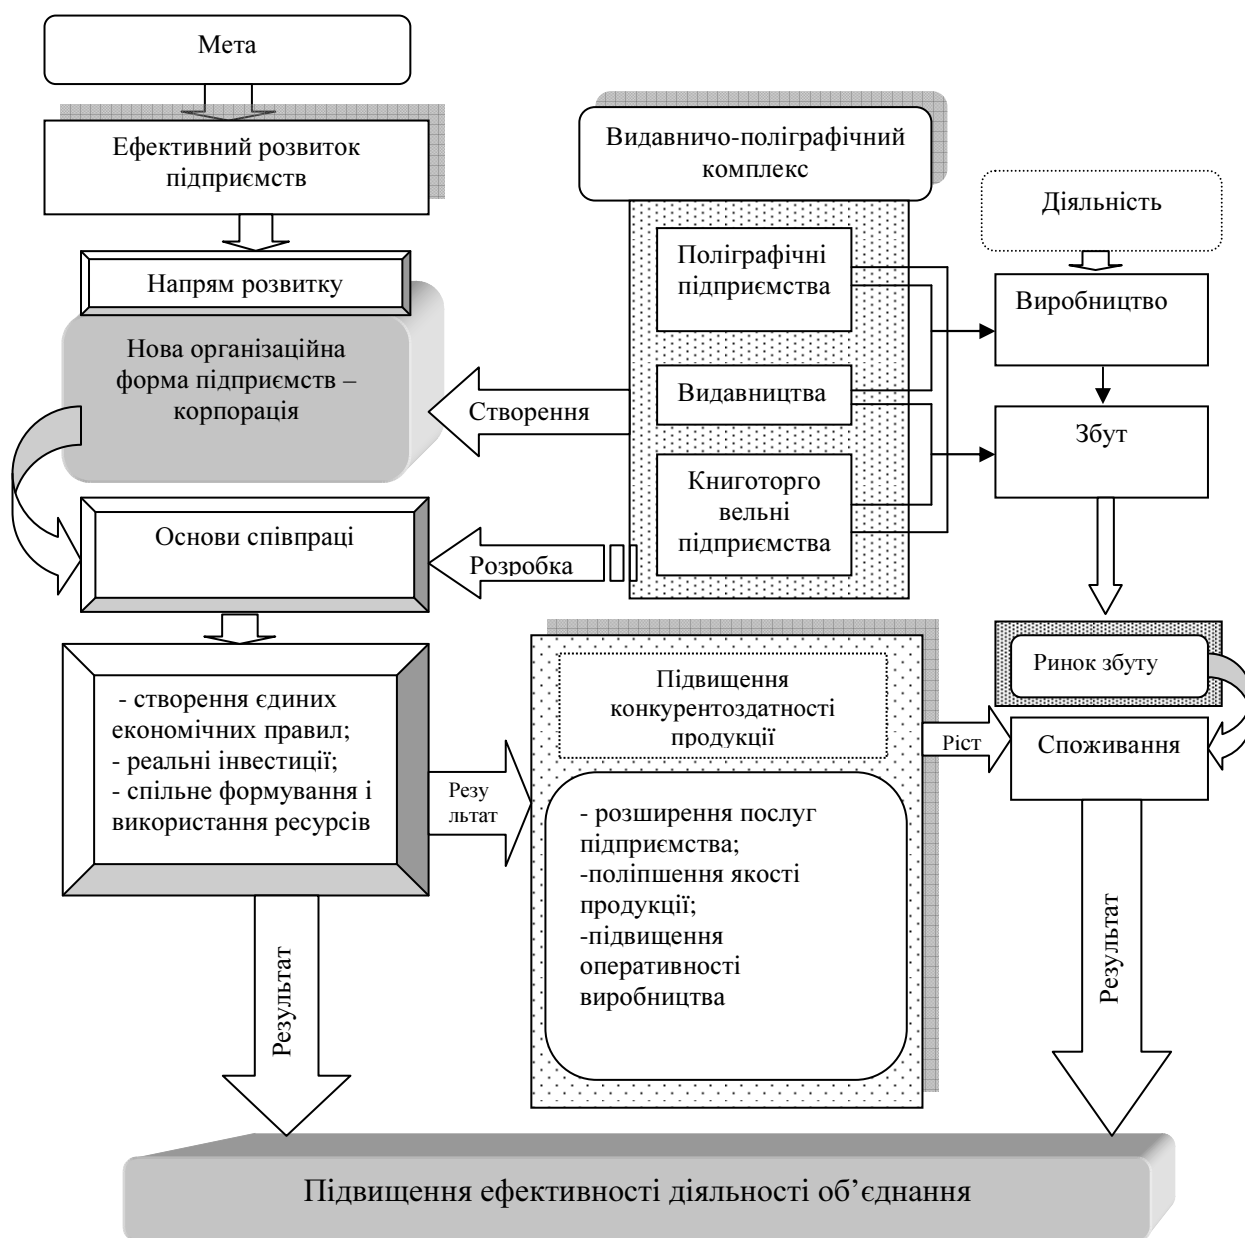 Мета
Ефективний розвиток
підприємств
Напрям розвитку
Нова організаційна
форма підприємств –
корпорація
Створення
Основи співпраці
Розробка
- створення єдиних
економічних правил;
- реальні інвестиції;
- спільне формування і
використання ресурсів
Резу
льтат
Результат
Видавничо-поліграфічний
комплекс
Поліграфічні
підприємства
Видавництва
Книготорго
вельні
підприємства
Підвищення
конкурентоздатності
продукції
- розширення послуг
підприємства;
-поліпшення якості
продукції;
-підвищення
оперативності
виробництва
Ріст
Діяльність
Виробництво
Збут
Ринок збуту
Споживання
Результат
Підвищення ефективності діяльності об’єднання